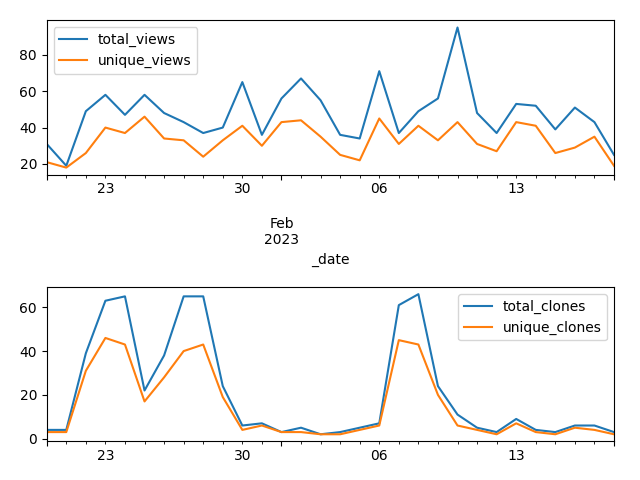 total_views
unique_views
80
60
40
20
23 30 06 13
Feb
2023
_date
total_clones
unique_clones
60
40
20
0
23 30 06 13